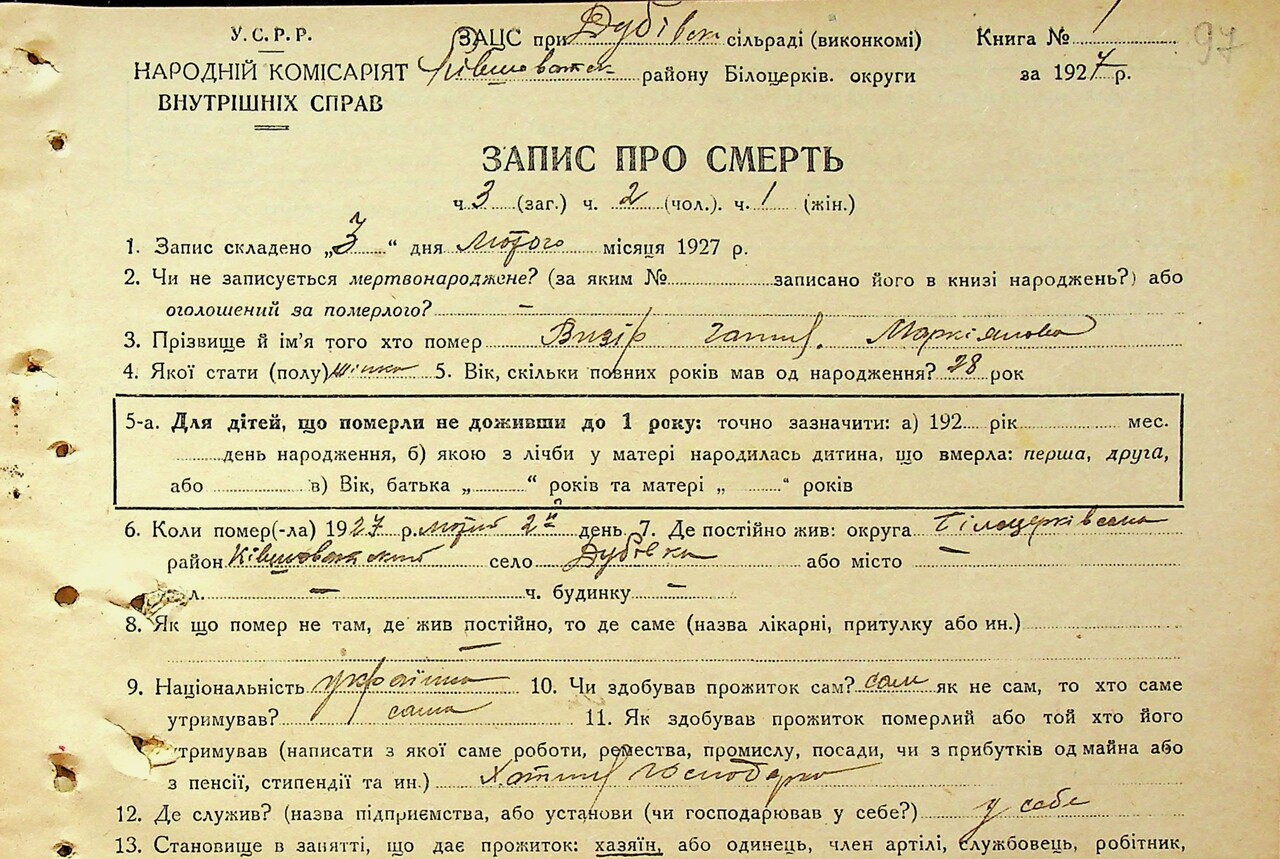 У.С.Р.Р. ЗАЦС при Дубівск сільраді (виконкомі) Книга № 1 97
НАРОДНІЙ КОМІСАРІЯТ району Білоцерків. округи за 1927 р.
ВНУТРІШНІХ СПРАВ
ЗАПИС ПРО СМЕРТЬ
ч. 3 (заг.) ч. 2 (чол.). ч. 1 (жін.)
1. Запис складено „3“ дня лютого місяця 1927 р.
2. Чи не записується мертвонароджене? (за яким № записано його в книзі народжень?) або
оголошений за померлого? –
3. Прізвище й ім'я того хто помер Визір Маркіянова
4. Якої стати (полу) жінка 5. Вік, скільки повних років мав од народження? 28 рок
5-а. Для дітей, що померли не доживши до 1 року: точно зазначити: а) 192 рік мес.
день народження, б) якою з лічби у матері народилась дитина, що вмерла: перша, друга,
або в) Вік, батька „ “ років та матері „ “ років
6. Коли помер(-ла) 1927 р. 2 день 7. Де постійно жив: округа Білоцерківська
район село Дубівка або місто –
л. – ч. будинку –
8. Як що помер не там, де жив постійно, то де саме (назва лікарні, притулку або ин.)
–
9. Національність українка 10. Чи здобував прожиток сам? сам як не сам, то хто саме
утримував? сама 11. Як здобував прожиток померлий або той хто його
утримував (написати з якої саме роботи, ремества, промислу, посади, чи з прибутків од майна або
з пенсії, стипендії та ин.)
12. Де служив? (назва підприємства, або установи (чи господарював у себе?) у себе
13. Становище в занятті, що дає прожиток: хазяїн, або одинець, член артілі, службовець, робітник,